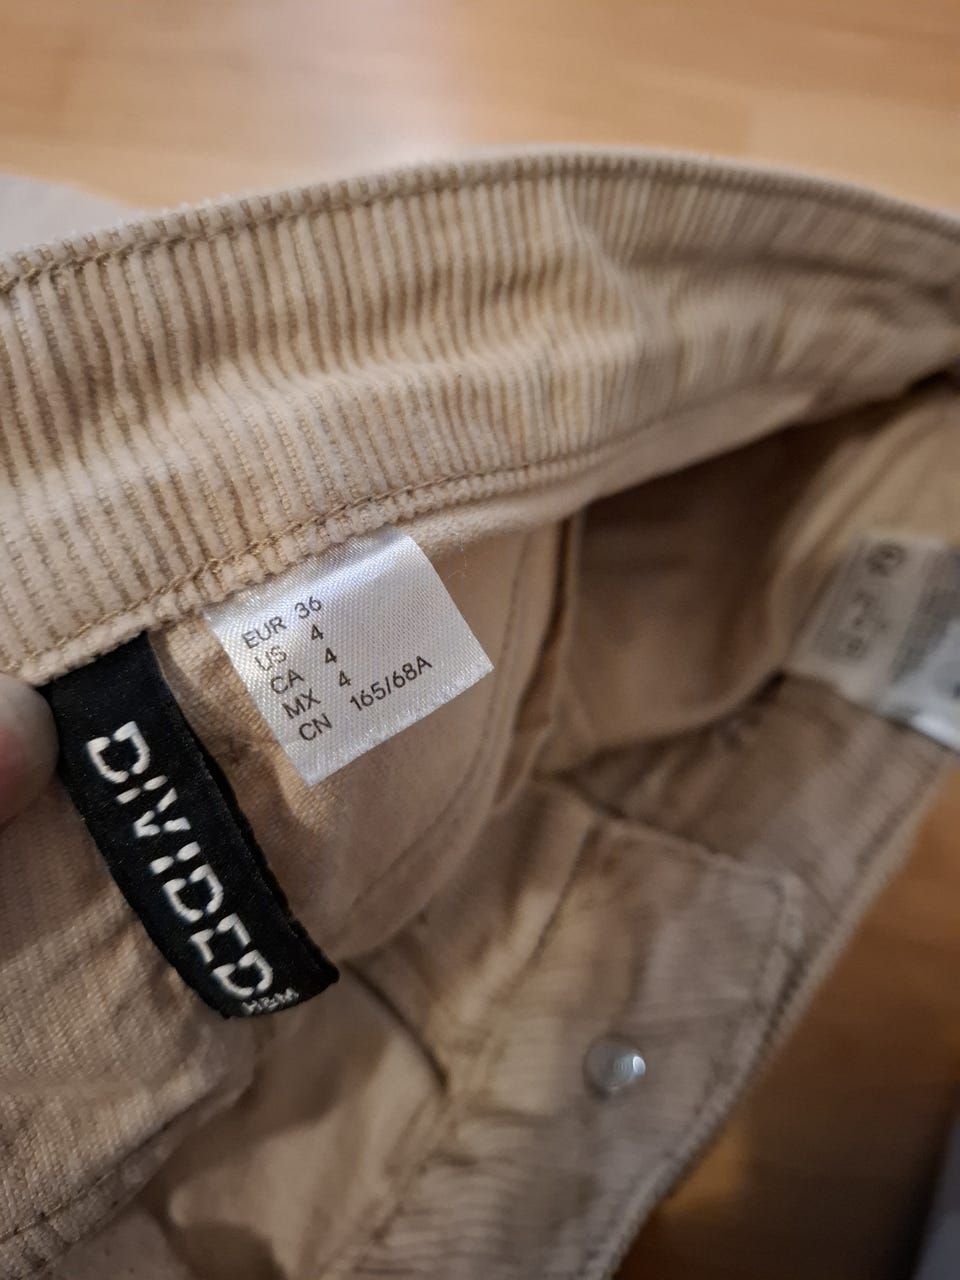 EUR 36
US 4
CA 4
MX 4
CN 165/68A
DIVIDED
H&M